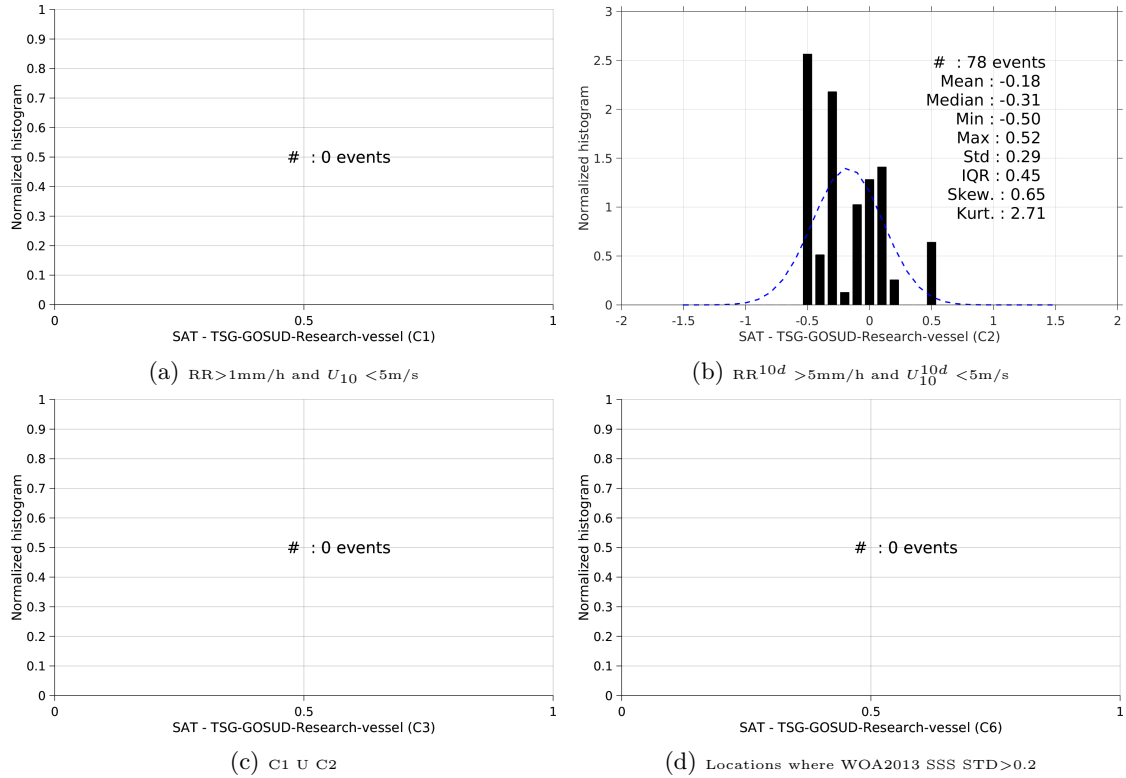 1
0.9
0.8
0.7
0.6
0.5
0.4
0.3
0.2
0.1
0
Normalized histogram
# : 0 events
0 0.5 1
SAT - TSG-GOSUD-Research-vessel (C1)
(a) RR>1mm/h and U10 <5m/s
3
2.5
2
1.5
1
0.5
0
Normalized histogram
# : 78 events
Mean : -0.18
Median : -0.31
Min : -0.50
Max : 0.52
Std : 0.29
IQR : 0.45
Skew. : 0.65
Kurt. : 2.71
-2 -1.5 -1 -0.5 0 0.5 1 1.5 2
SAT - TSG-GOSUD-Research-vessel (C2)
(b) RR^10d >5mm/h and U10^10d <5m/s
1
0.9
0.8
0.7
0.6
0.5
0.4
0.3
0.2
0.1
0
Normalized histogram
# : 0 events
0 0.5 1
SAT - TSG-GOSUD-Research-vessel (C3)
(c) C1 U C2
1
0.9
0.8
0.7
0.6
0.5
0.4
0.3
0.2
0.1
0
Normalized histogram
# : 0 events
0 0.5 1
SAT - TSG-GOSUD-Research-vessel (C6)
(d) Locations where WOA2013 SSS STD>0.2